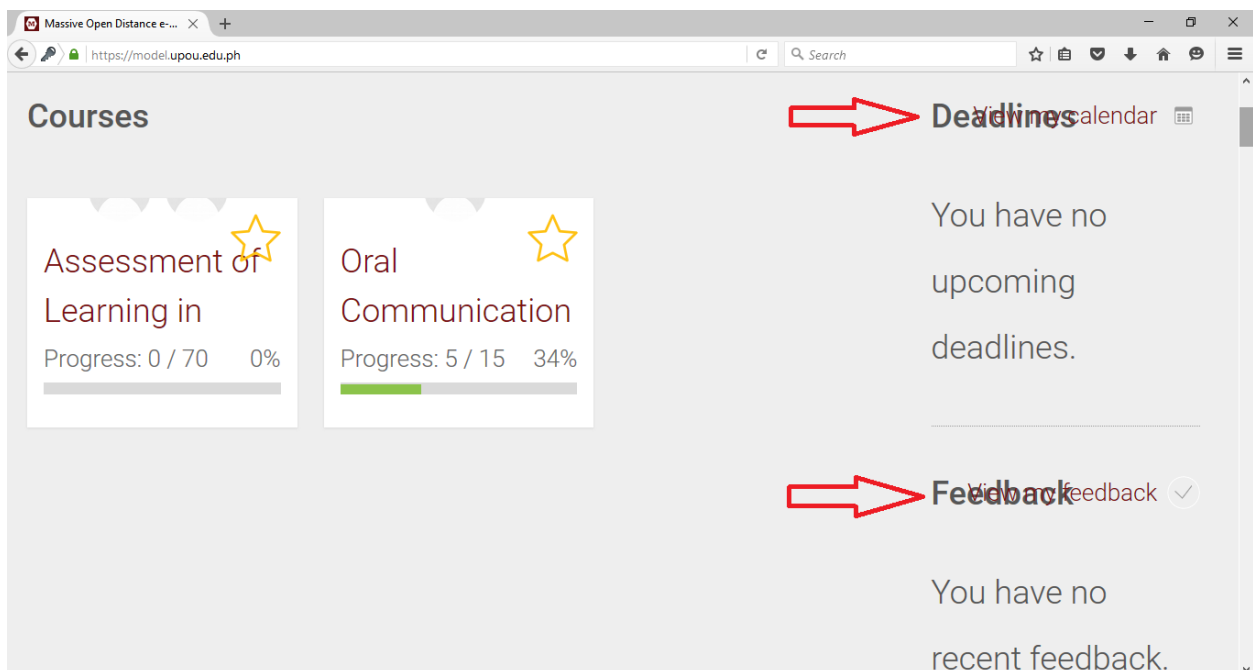 Massive Open Distance e-...
https://model.upou.edu.ph
Search
Courses
Deadlines
View my calendar
Assessment of
Learning in
Progress: 0 / 70 0%
Oral
Communication
Progress: 5 / 15 34%
You have no
upcoming
deadlines.
Feedback
View my feedback
You have no
recent feedback.